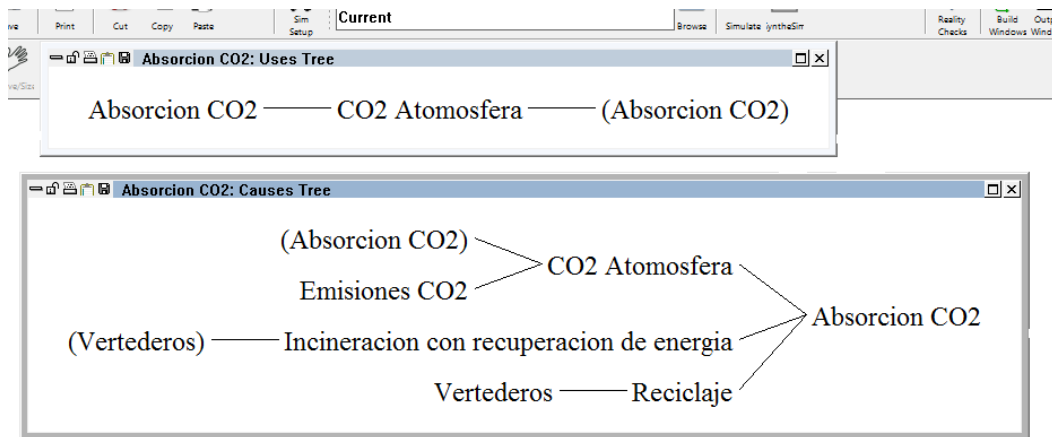 Current
Print Cut Copy Paste Sim Setup Browse Simulate Reality Checks Build Windows
Absorcion CO2: Uses Tree
Absorcion CO2 CO2 Atomosfera (Absorcion CO2)
Absorcion CO2: Causes Tree
(Absorcion CO2)
CO2 Atomosfera
Emisiones CO2
Absorcion CO2
(Vertederos) Incineracion con recuperacion de energia
Vertederos Reciclaje